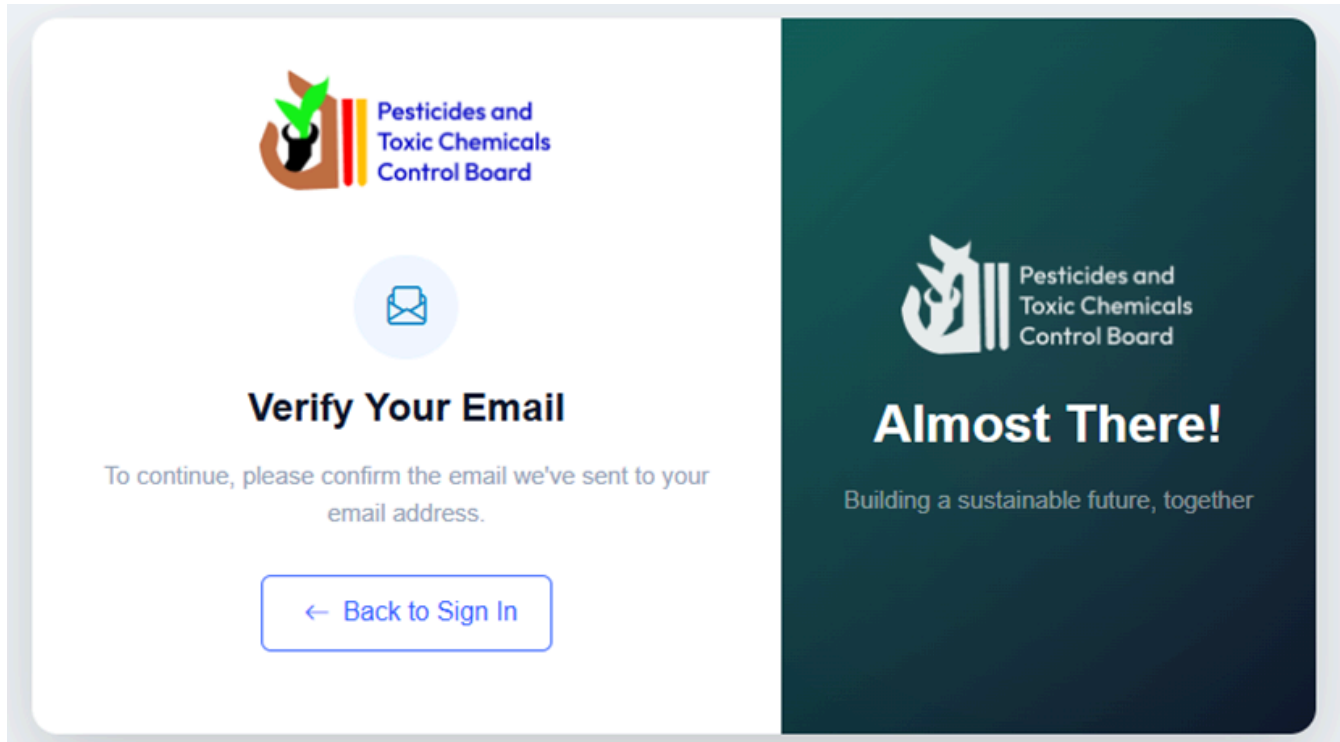 Pesticides and
Toxic Chemicals
Control Board
Verify Your Email
To continue, please confirm the email we've sent to your
email address.
← Back to Sign In
Pesticides and
Toxic Chemicals
Control Board
Almost There!
Building a sustainable future, together